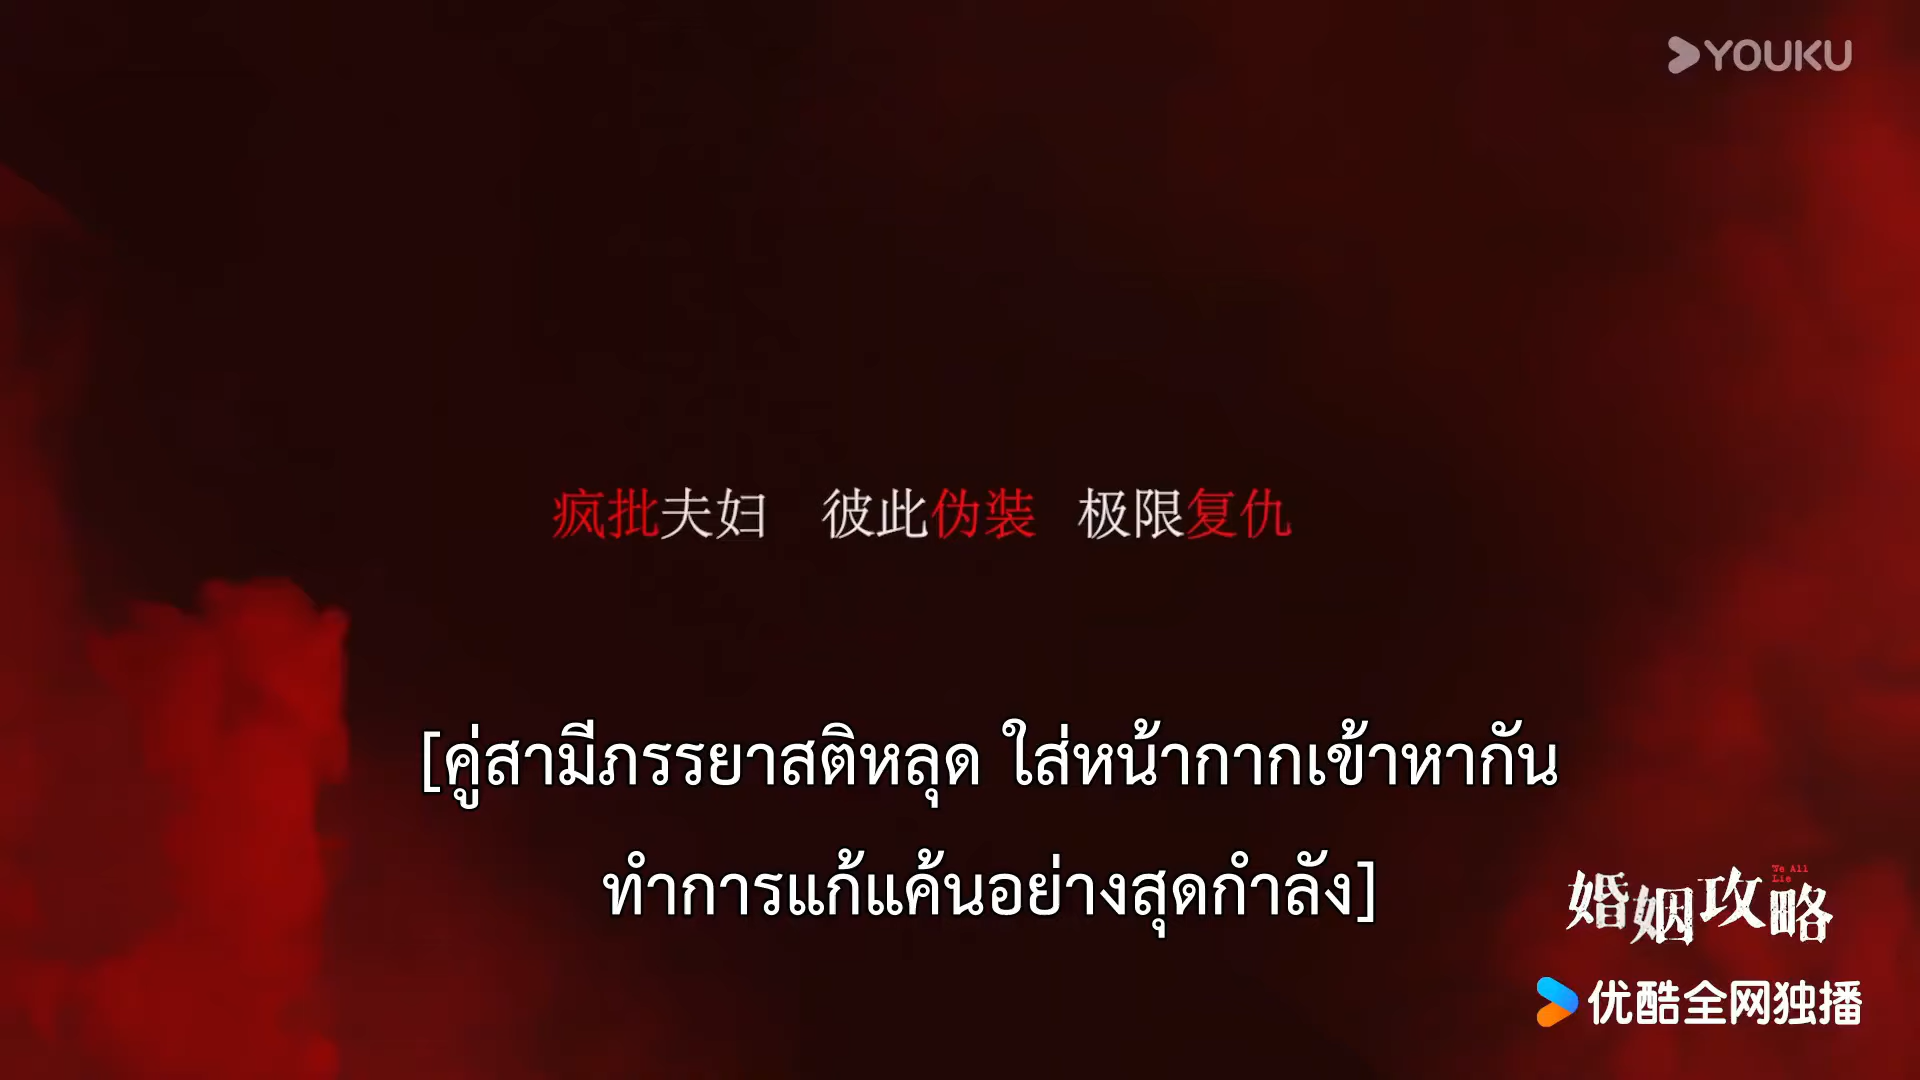 YOUKU
疯批夫妇 彼此伪装 极限复仇
[คู่สามีภรรยาสติหลุด ใส่หน้ากากเข้าหากัน
ทำการแก้แค้นอย่างสุดกำลัง]
We All
Lie
婚姻攻略
优酷全网独播